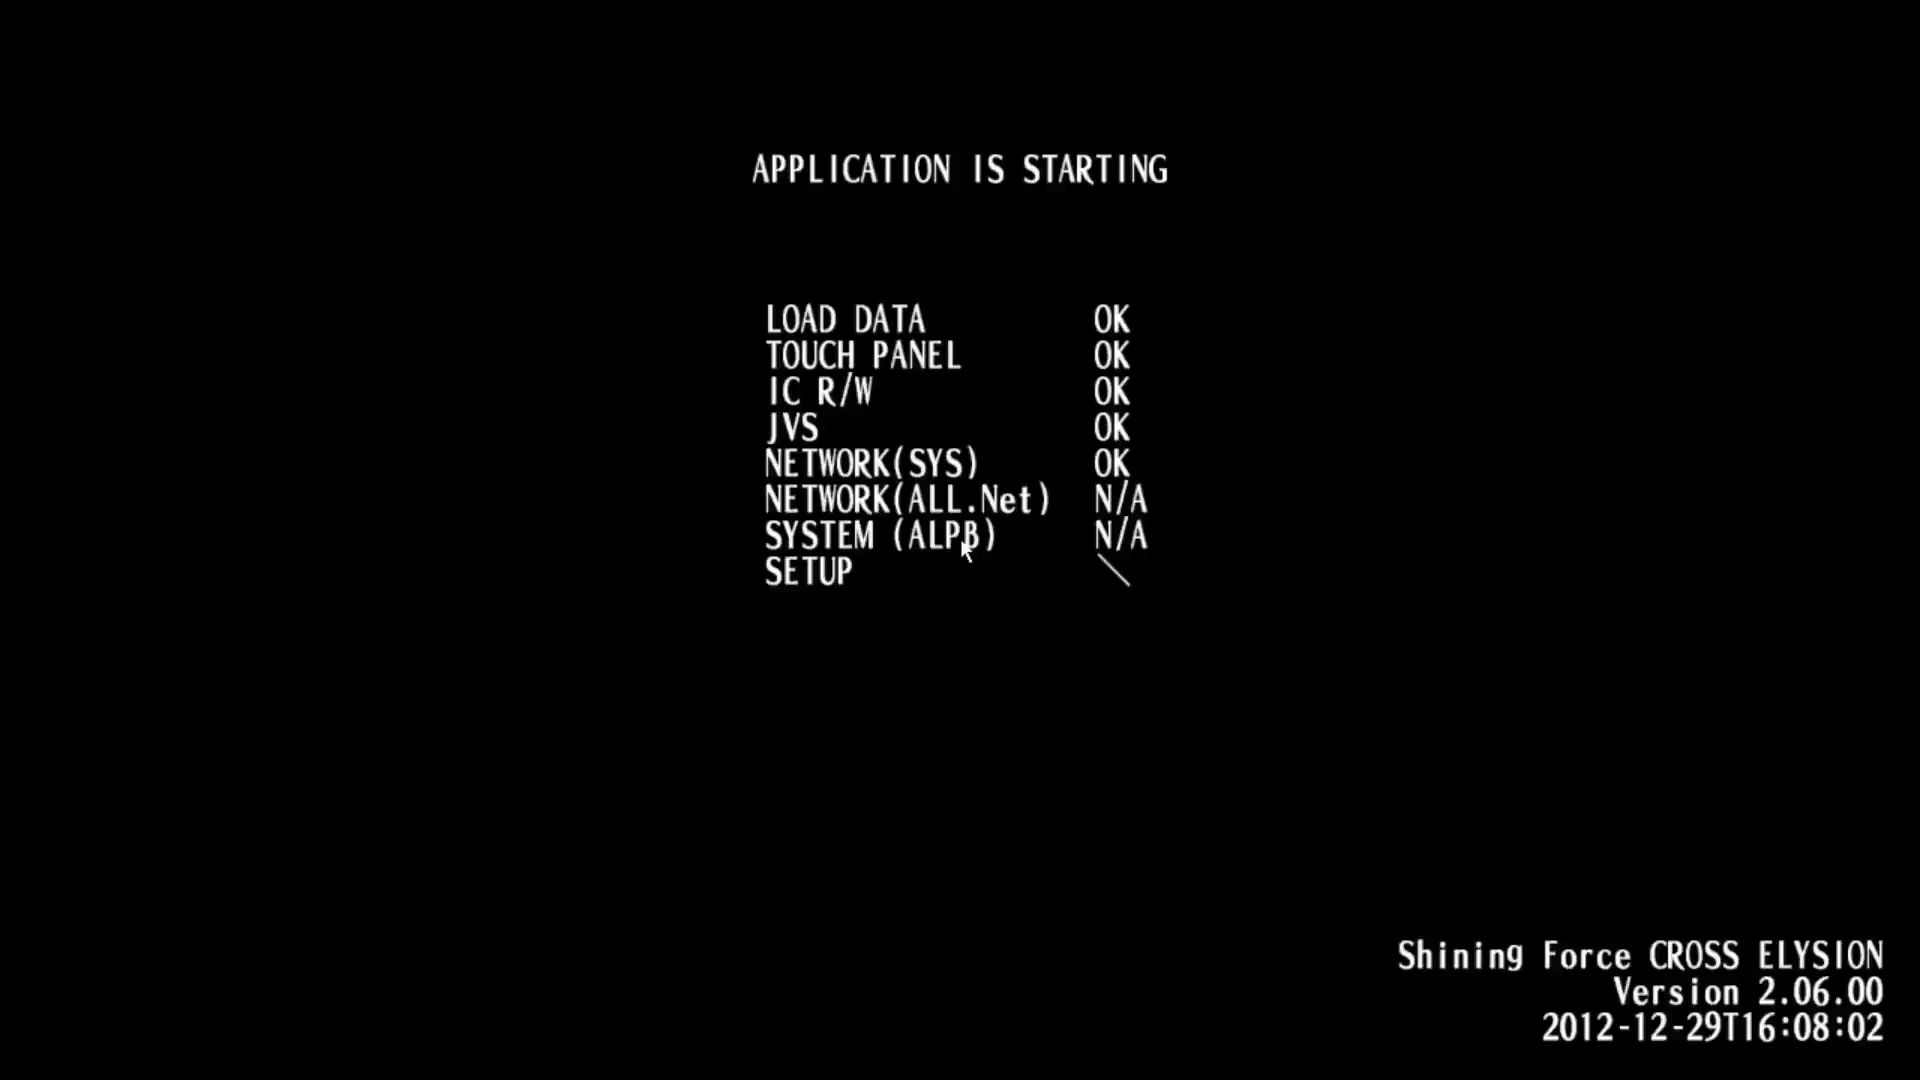 APPLICATION IS STARTING
LOAD DATA OK
TOUCH PANEL OK
IC R/W OK
JVS OK
NETWORK(SYS) OK
NETWORK(ALL.Net) N/A
SYSTEM (ALPB) N/A
SETUP \
Shining Force CROSS ELYSION
Version 2.06.00
2012-12-29T16:08:02